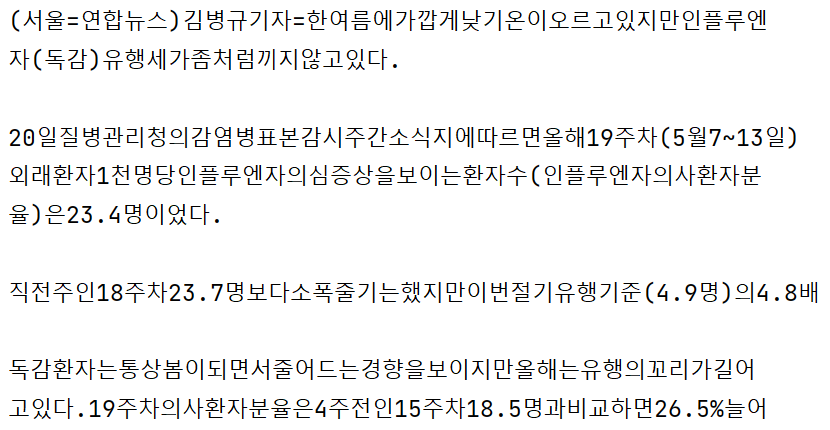 (서울=연합뉴스)김병규기자=한여름에가깝게낮기온이오르고있지만인플루엔
자(독감)유행세가좀처럼끼지않고있다.
20일질병관리청의감염병표본감시주간소식지에따르면올해19주차(5월7~13일)
외래환자1천명당인플루엔자의심증상을보이는환자수(인플루엔자의사환자분
율)은23.4명이었다.
직전주인18주차23.7명보다소폭줄기는했지만이번절기유행기준(4.9명)의4.8배
독감환자는통상봄이되면서줄어드는경향을보이지만올해는유행의꼬리가길어
고있다.19주차의사환자분율은4주전인15주차18.5명과비교하면26.5%늘어